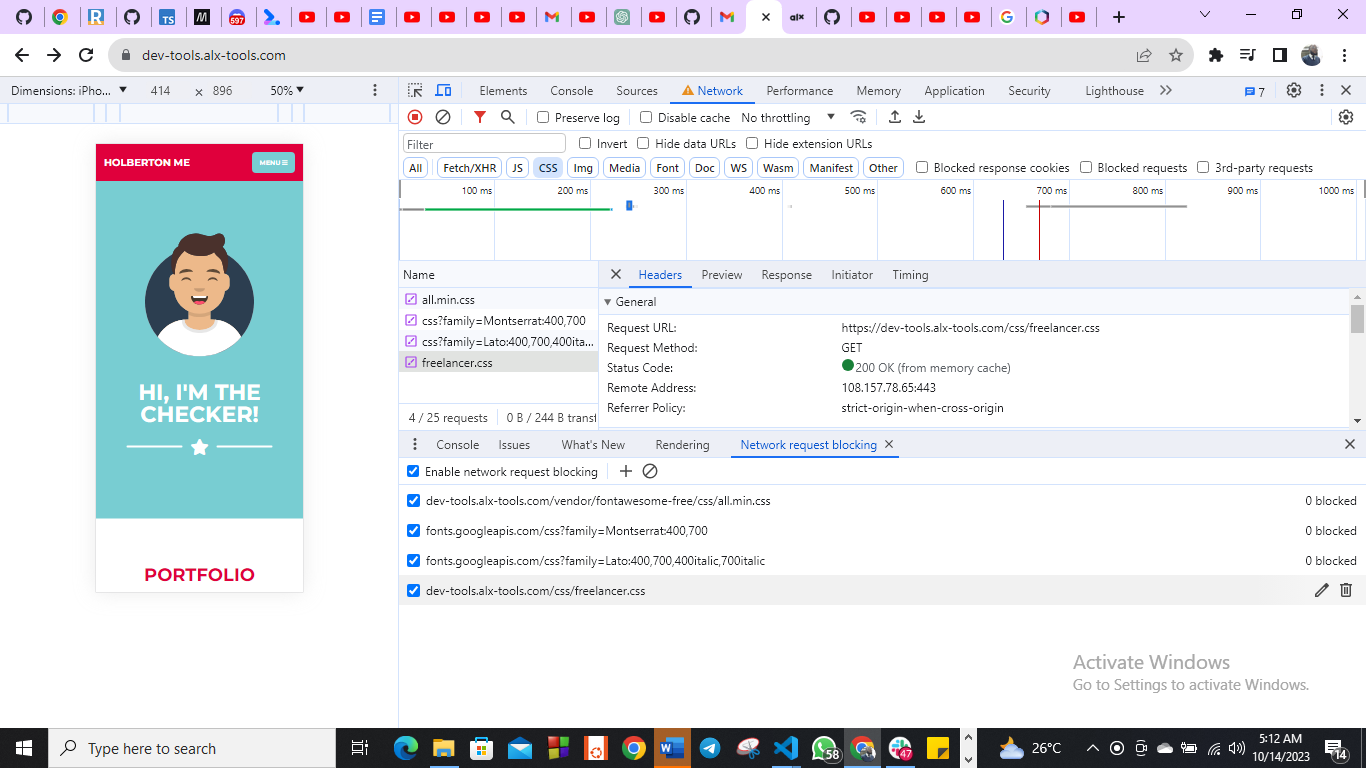 597
alx
dev-tools.alx-tools.com
Dimensions: iPho... 414 × 896 50%
Elements Console Sources Network Performance Memory Application Security Lighthouse 7
Preserve log Disable cache No throttling
Filter Invert Hide data URLs Hide extension URLs
All Fetch/XHR JS CSS Img Media Font Doc WS Wasm Manifest Other Blocked response cookies Blocked requests 3rd-party requests
100 ms 200 ms 300 ms 400 ms 500 ms 600 ms 700 ms 800 ms 900 ms 1000 ms
HOLBERTON ME MENU
HI, I'M THE
CHECKER!
PORTFOLIO
Name
all.min.css
css?family=Montserrat:400,700
css?family=Lato:400,700,400ita...
freelancer.css
4 / 25 requests 0 B / 244 B transf
Headers Preview Response Initiator Timing
General
Request URL: https://dev-tools.alx-tools.com/css/freelancer.css
Request Method: GET
Status Code: 200 OK (from memory cache)
Remote Address: 108.157.78.65:443
Referrer Policy: strict-origin-when-cross-origin
Console Issues What's New Rendering Network request blocking
Enable network request blocking
dev-tools.alx-tools.com/vendor/fontawesome-free/css/all.min.css 0 blocked
fonts.googleapis.com/css?family=Montserrat:400,700 0 blocked
fonts.googleapis.com/css?family=Lato:400,700,400italic,700italic 0 blocked
dev-tools.alx-tools.com/css/freelancer.css
Activate Windows
Go to Settings to activate Windows.
Type here to search
58
47
26°C
5:12 AM
10/14/2023
14